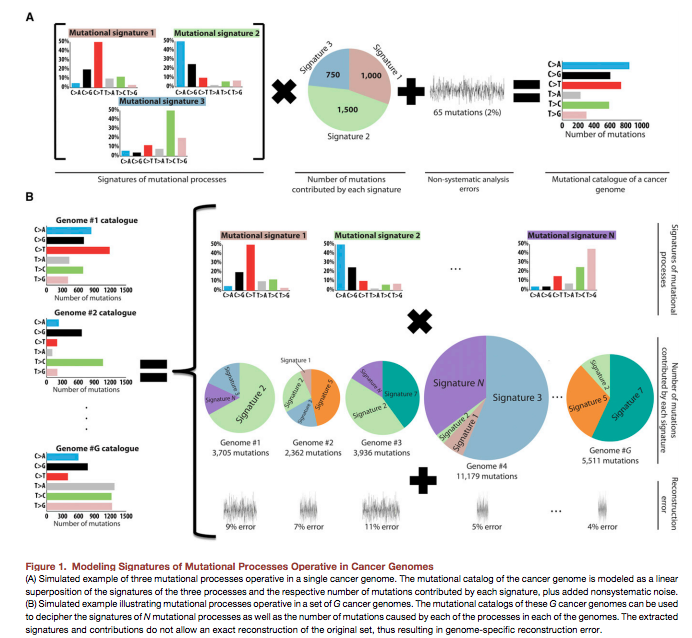 A
Mutational signature 1
Mutational signature 2
50%
40%
30%
20%
10%
0%
C>A C>G C>T T>A T>C T>G
50%
40%
30%
20%
10%
0%
C>A C>G C>T T>A T>C T>G
Mutational signature 3
50%
40%
30%
20%
10%
0%
C>A C>G C>T T>A T>C T>G
Signature 3
Signature 1
750
1,000
1,500
Signature 2
65 mutations (2%)
C>A
C>G
C>T
T>A
T>C
T>G
0 200 400 600 800 1000
Number of mutations
Signatures of mutational processes
Number of mutations
contributed by each signature
Non-systematic analysis
errors
Mutational catalogue of a cancer
genome
B
Genome #1 catalogue
C>A
C>G
C>T
T>A
T>C
T>G
0 300 600 900 1200 1500
Number of mutations
Genome #2 catalogue
C>A
C>G
C>T
T>A
T>C
T>G
0 300 600 900 1200 1500
Number of mutations
Genome #G catalogue
C>A
C>G
C>T
T>A
T>C
T>G
0 300 600 900 1200 1500
Number of mutations
Mutational signature 1
50%
40%
30%
20%
10%
0%
C>A C>G C>T T>A T>C T>G
Mutational signature 2
50%
40%
30%
20%
10%
0%
C>A C>G C>T T>A T>C T>G
...
Mutational signature N
50%
40%
30%
20%
10%
0%
C>A C>G C>T T>A T>C T>G
Signatures of mutational
processes
Signature N
Signature 2
Genome #1
3,705 mutations
Signature 1
Signature 2
Signature 5
Genome #2
2,362 mutations
Signature N
Signature 7
Signature 2
Genome #3
3,936 mutations
Signature N
Signature 3
Signature 2
Signature 1
Genome #4
11,179 mutations
...
Signature 2
Signature 5
Signature 7
Genome #G
5,511 mutations
Number of mutations
contributed by each signature
9% error
7% error
11% error
5% error
...
4% error
Reconstruction
error
Figure 1. Modeling Signatures of Mutational Processes Operative in Cancer Genomes
(A) Simulated example of three mutational processes operative in a single cancer genome. The mutational catalog of the cancer genome is modeled as a linear
superposition of the signatures of the three processes and the respective number of mutations contributed by each signature, plus added nonsystematic noise.
(B) Simulated example illustrating mutational processes operative in a set of G cancer genomes. The mutational catalogs of these G cancer genomes can be used
to decipher the signatures of N mutational processes as well as the number of mutations caused by each of the processes in each of the genomes. The extracted
signatures and contributions do not allow an exact reconstruction of the original set, thus resulting in genome-specific reconstruction error.